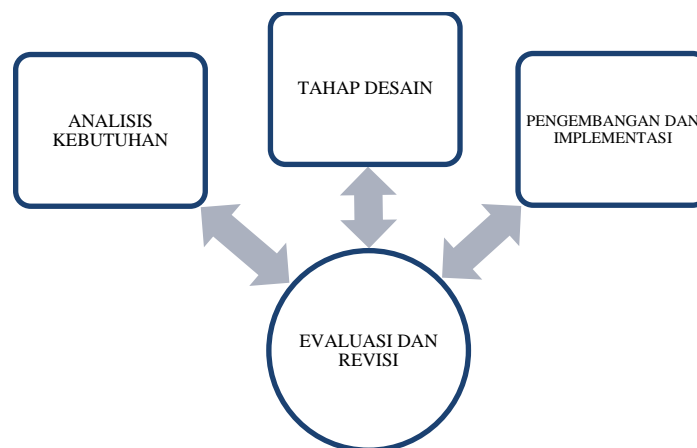 ANALISIS
KEBUTUHAN
TAHAP DESAIN
PENGEMBANGAN DAN
IMPLEMENTASI
EVALUASI DAN
REVISI